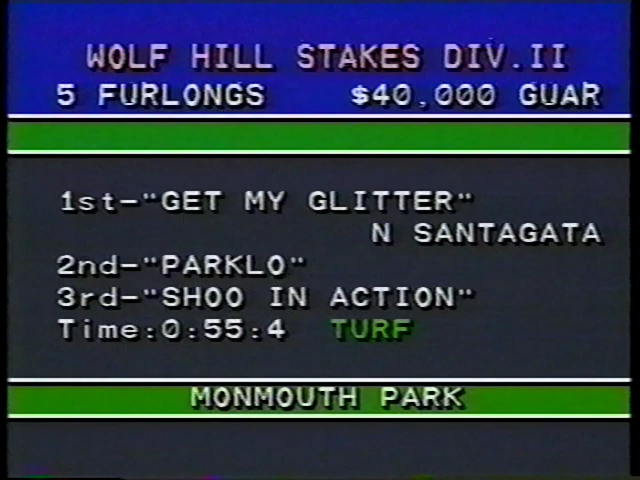 WOLF HILL STAKES DIV.II
5 FURLONGS $40,000 GUAR
1st-"GET MY GLITTER"
N SANTAGATA
2nd-"PARKLO"
3rd-"SHOO IN ACTION"
Time:0:55:4 TURF
MONMOUTH PARK